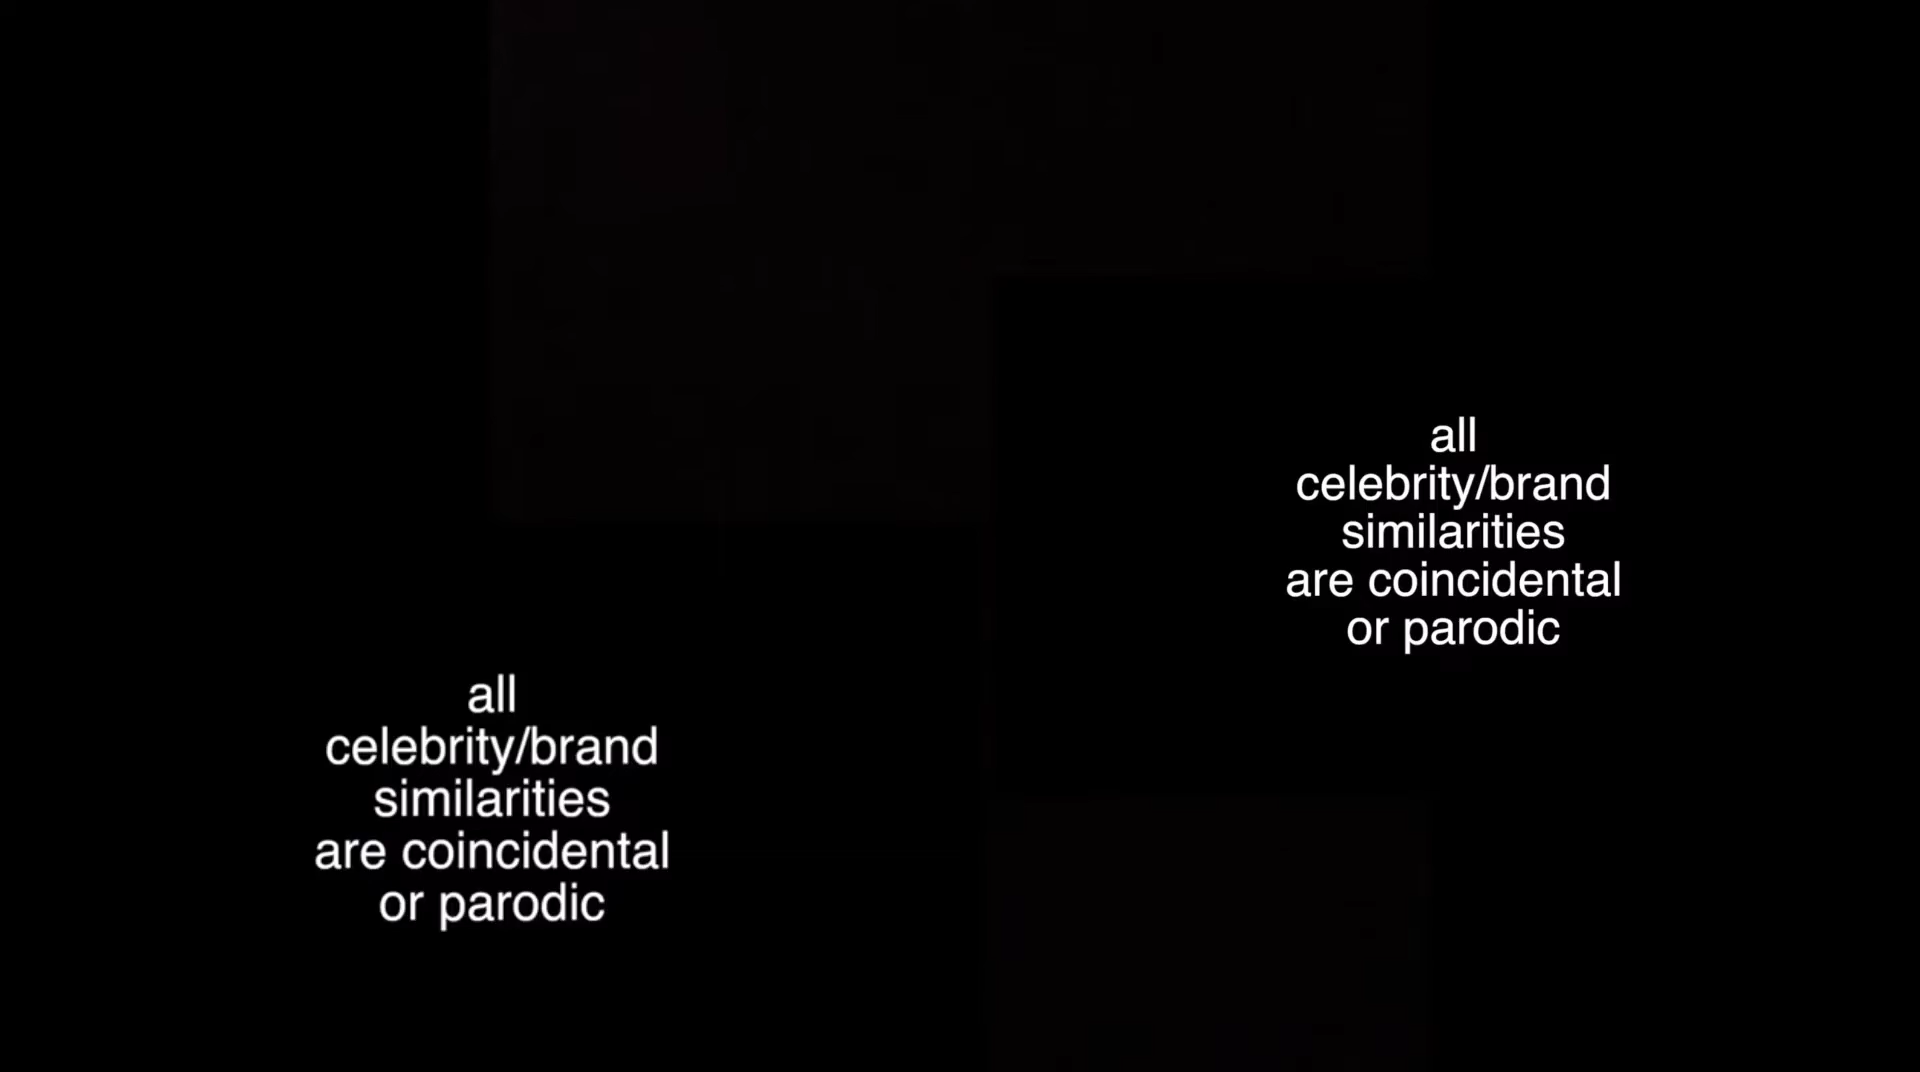 all
celebrity/brand
similarities
are coincidental
or parodic
all
celebrity/brand
similarities
are coincidental
or parodic